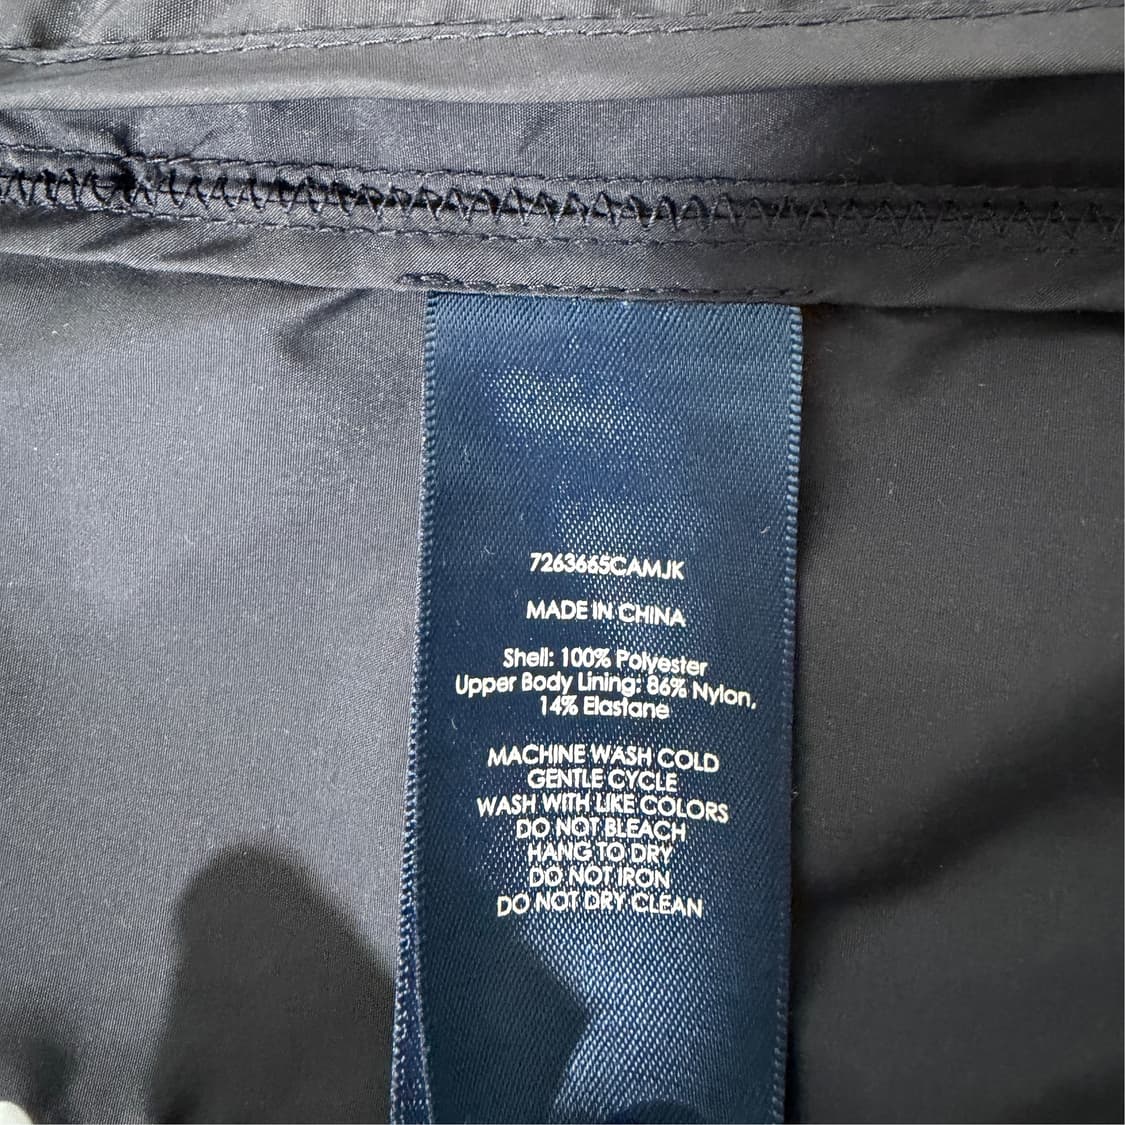 7263665CAMJK
MADE IN CHINA
Shell: 100% Polyester
Upper Body Lining: 86% Nylon,
14% Elastane
MACHINE WASH COLD
GENTLE CYCLE
WASH WITH LIKE COLORS
DO NOT BLEACH
HANG TO DRY
DO NOT IRON
DO NOT DRY CLEAN